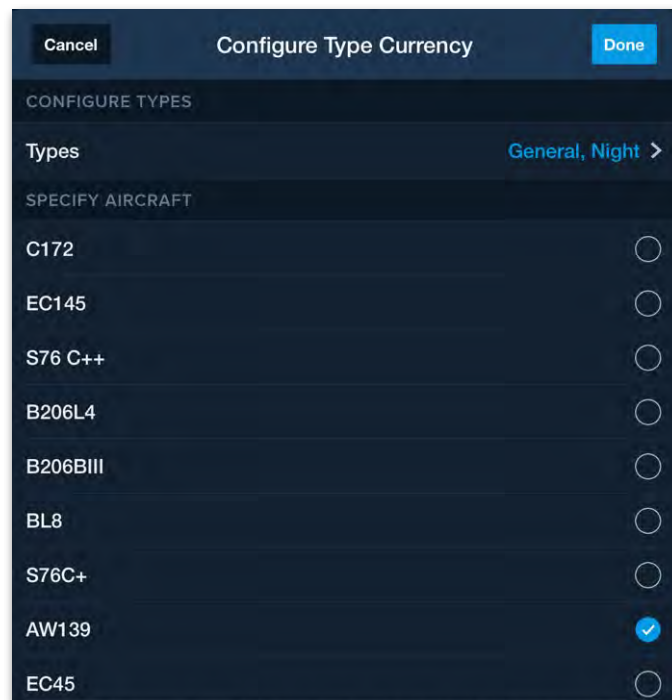 Cancel Configure Type Currency Done
CONFIGURE TYPES
Types General, Night >
SPECIFY AIRCRAFT
C172
EC145
S76 C++
B206L4
B206BIII
BL8
S76C+
AW139
EC45